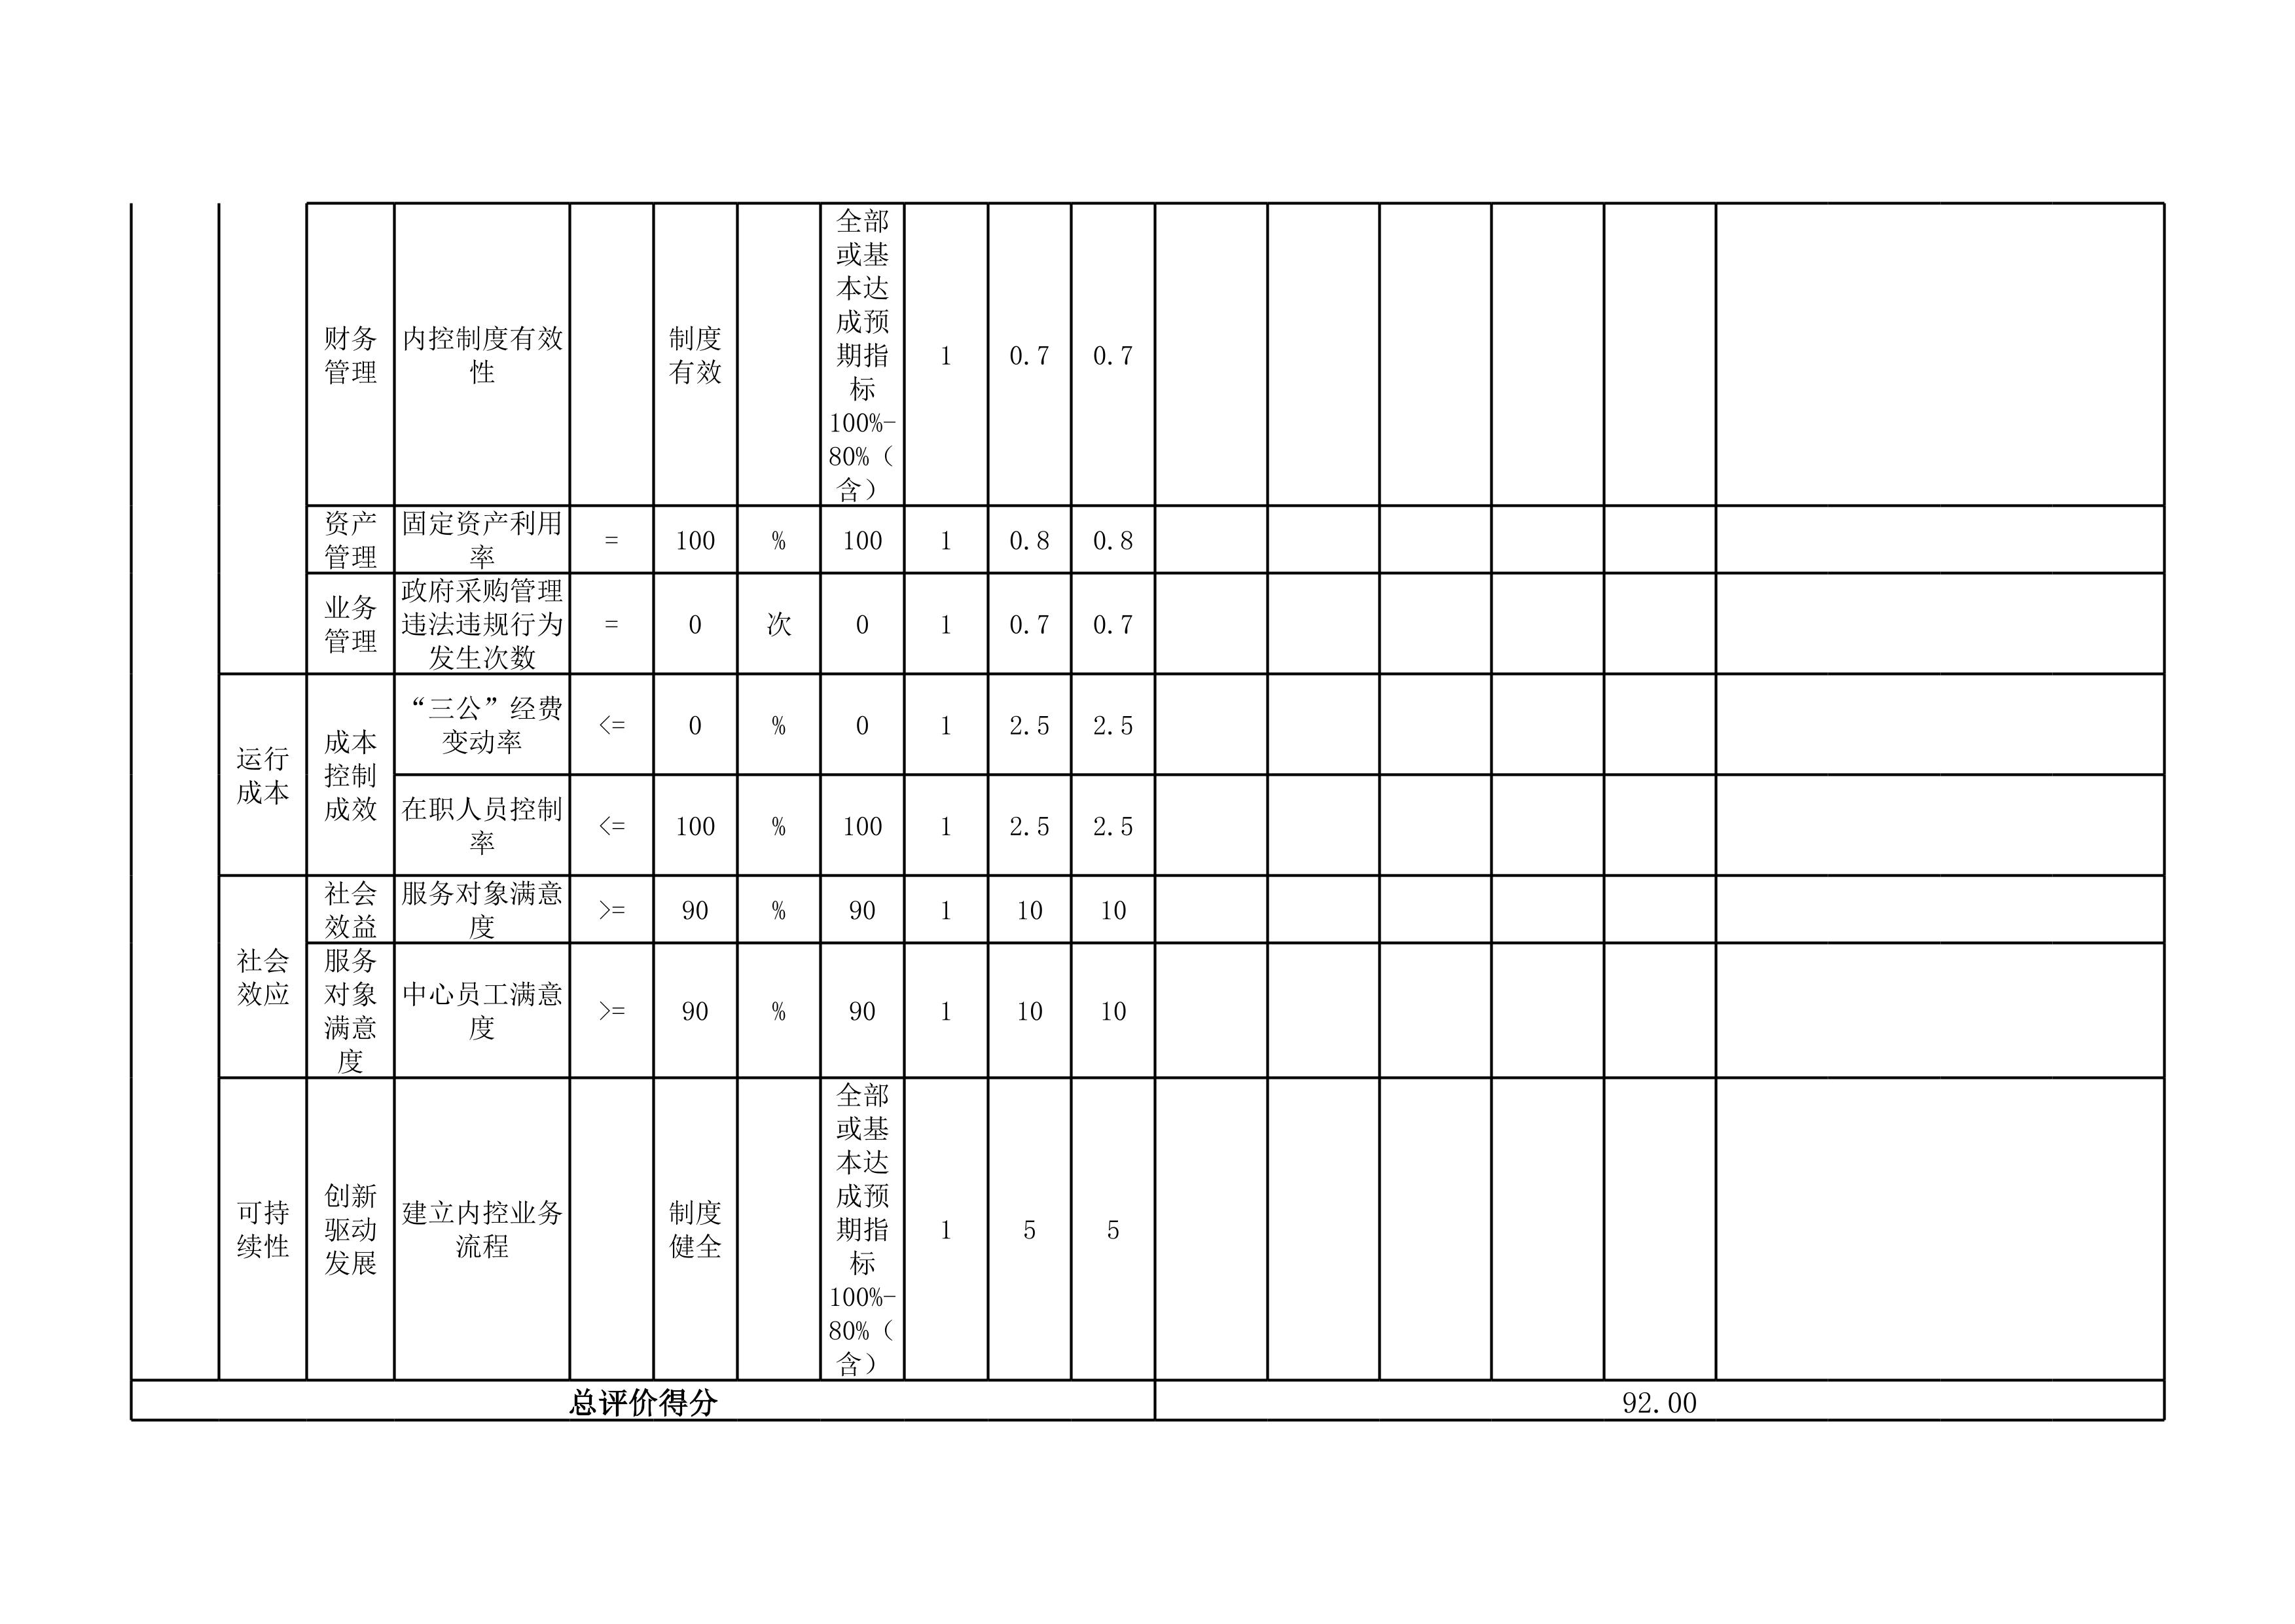 财务
管理
内控制度有效
性
制度
有效
全部
或基
本达
成预
期指
标
100%-
80%（
含）
1
0.7
0.7
资产
管理
固定资产利用
率
=
100
%
100
1
0.8
0.8
业务
管理
政府采购管理
违法违规行为
发生次数
=
0
次
0
1
0.7
0.7
运行
成本
成本
控制
成效
“三公”经费
变动率
<=
0
%
0
1
2.5
2.5
在职人员控制
率
<=
100
%
100
1
2.5
2.5
社会
效应
社会
效益
服务对象满意
度
>=
90
%
90
1
10
10
服务
对象
满意
度
中心员工满意
度
>=
90
%
90
1
10
10
可持
续性
创新
驱动
发展
建立内控业务
流程
制度
健全
全部
或基
本达
成预
期指
标
100%-
80%（
含）
1
5
5
总评价得分
92.00